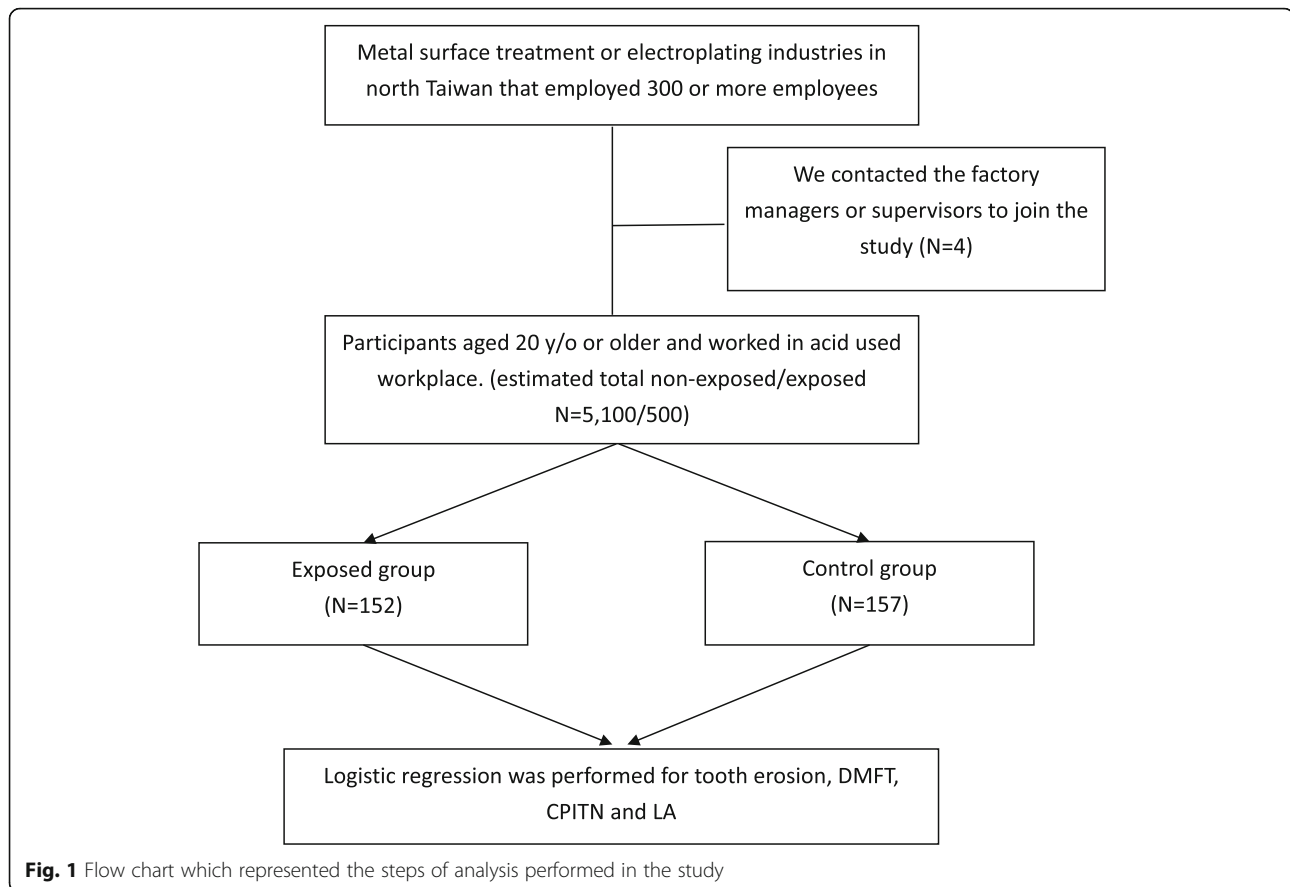 Metal surface treatment or electroplating industries in
north Taiwan that employed 300 or more employees
We contacted the factory
managers or supervisors to join the
study (N=4)
Participants aged 20 y/o or older and worked in acid used
workplace. (estimated total non-exposed/exposed
N=5,100/500)
Exposed group
(N=152)
Control group
(N=157)
Logistic regression was performed for tooth erosion, DMFT,
CPITN and LA
Fig. 1 Flow chart which represented the steps of analysis performed in the study